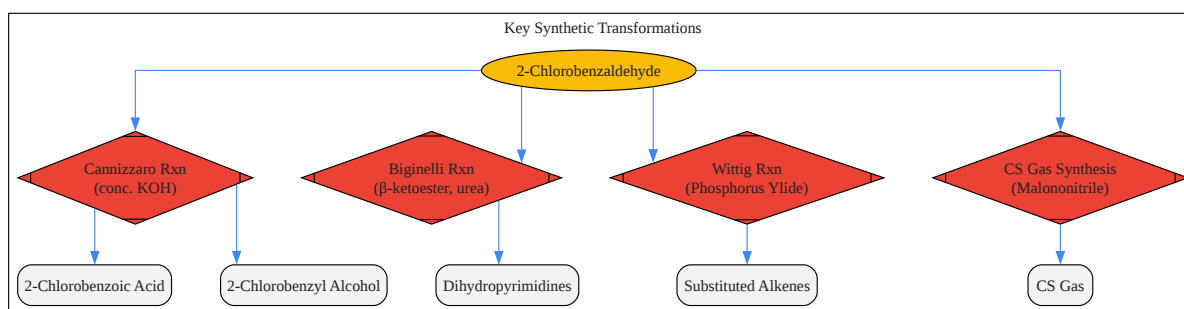 Key Synthetic Transformations
2-Chlorobenzaldehyde
Cannizzaro Rxn
(conc. KOH)
Biginelli Rxn
(β-ketoester, urea)
Wittig Rxn
(Phosphorus Ylide)
CS Gas Synthesis
(Malononitrile)
2-Chlorobenzoic Acid
2-Chlorobenzyl Alcohol
Dihydropyrimidines
Substituted Alkenes
CS Gas